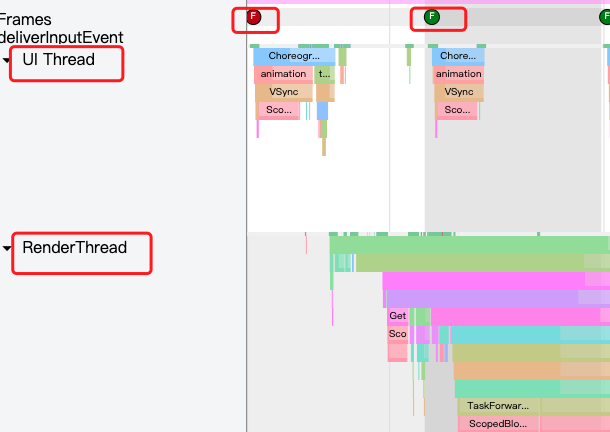 Frames
F
F
F
deliverInputEvent
UI Thread
Choreogr...
Chore...
animation
t...
animation
VSync
VSync
Sco...
Sco...
RenderThread
Get
Sco
TaskForwar...
ScopedBlo...